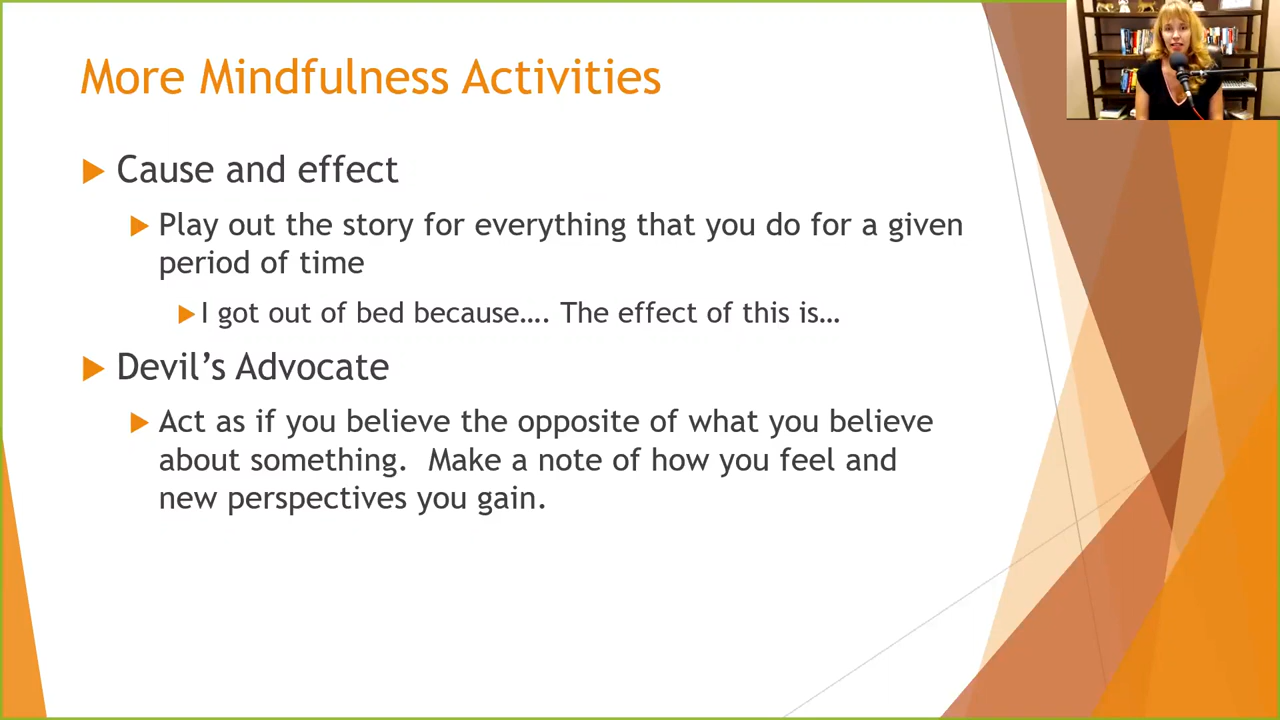 More Mindfulness Activities
Cause and effect
Play out the story for everything that you do for a given
period of time
I got out of bed because…. The effect of this is…
Devil’s Advocate
Act as if you believe the opposite of what you believe
about something.  Make a note of how you feel and
new perspectives you gain.